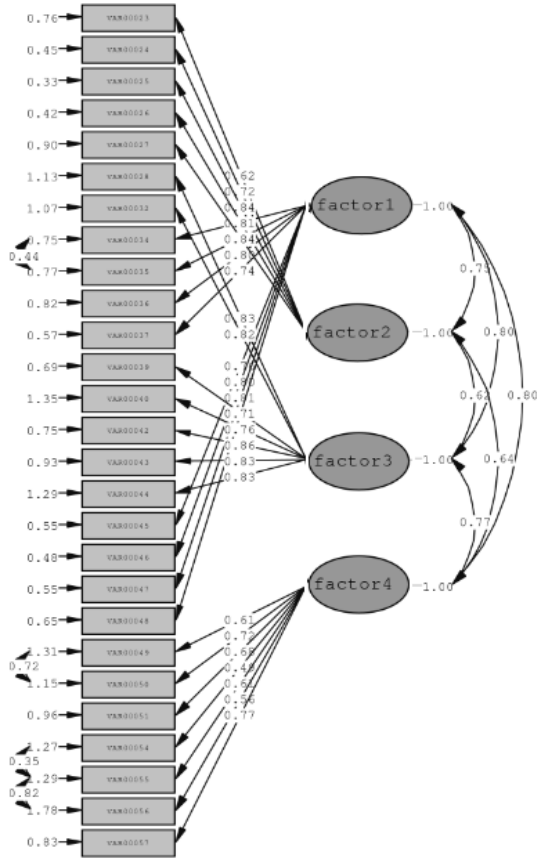 0.76 VAR00023
0.45 VAR00024
0.33 VAR00025
0.42 VAR00026
0.90 VAR00027
1.13 VAR00028
1.07 VAR00032
0.75 VAR00034
0.44
0.77 VAR00035
0.82 VAR00036
0.57 VAR00037
0.69 VAR00039
1.35 VAR00040
0.75 VAR00042
0.93 VAR00043
1.29 VAR00044
0.55 VAR00045
0.48 VAR00046
0.55 VAR00047
0.65 VAR00048
1.31 VAR00049
0.72
1.15 VAR00050
0.96 VAR00051
1.27 VAR00054
0.35
1.29 VAR00055
0.82
1.78 VAR00056
0.83 VAR00057
0.62
0.72
0.84
0.81
0.84
0.74
0.83
0.82
0.80
0.81
0.71
0.76
0.86
0.83
0.83
0.61
0.72
0.68
0.49
0.61
0.56
0.77
factor1 1.00
factor2 1.00
factor3 1.00
factor4 1.00
0.75
0.80
0.62
0.80
0.64
0.77